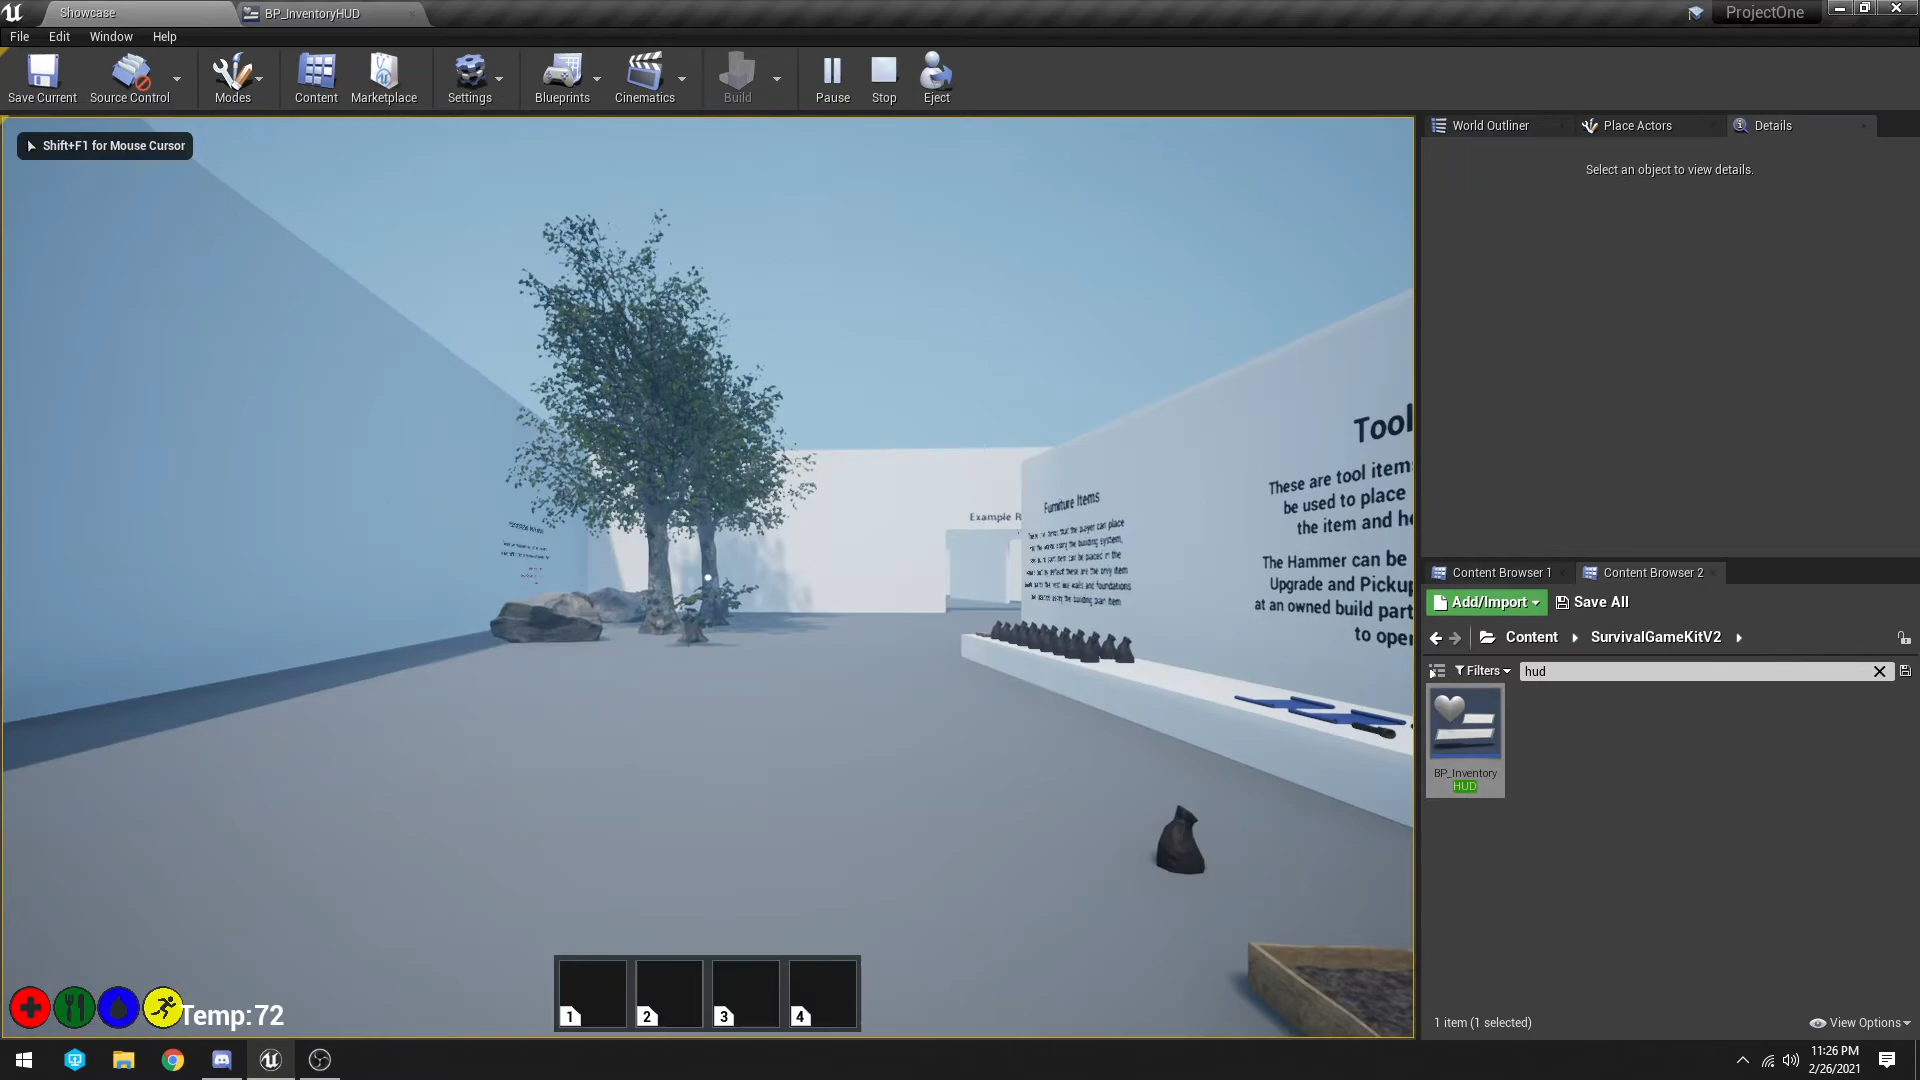 Showcase
BP_InventoryHUD
ProjectOne
File Edit Window Help
Save Current
Source Control
Modes
Content
Marketplace
Settings
Blueprints
Cinematics
Build
Pause
Stop
Eject
Shift+F1 for Mouse Cursor
World Outliner
Place Actors
Details
Select an object to view details.
Tool
These are tool items
be used to place
the item and he
The Hammer can be
Upgrade and Pickup
at an owned build part
to open
Furniture Items
Example R
Content Browser 1
Content Browser 2
Add/Import
Save All
Content
SurvivalGameKitV2
Filters
hud
BP_Inventory
HUD
Temp:72
1
2
3
4
1 item (1 selected)
View Options
11:26 PM
2/26/2021